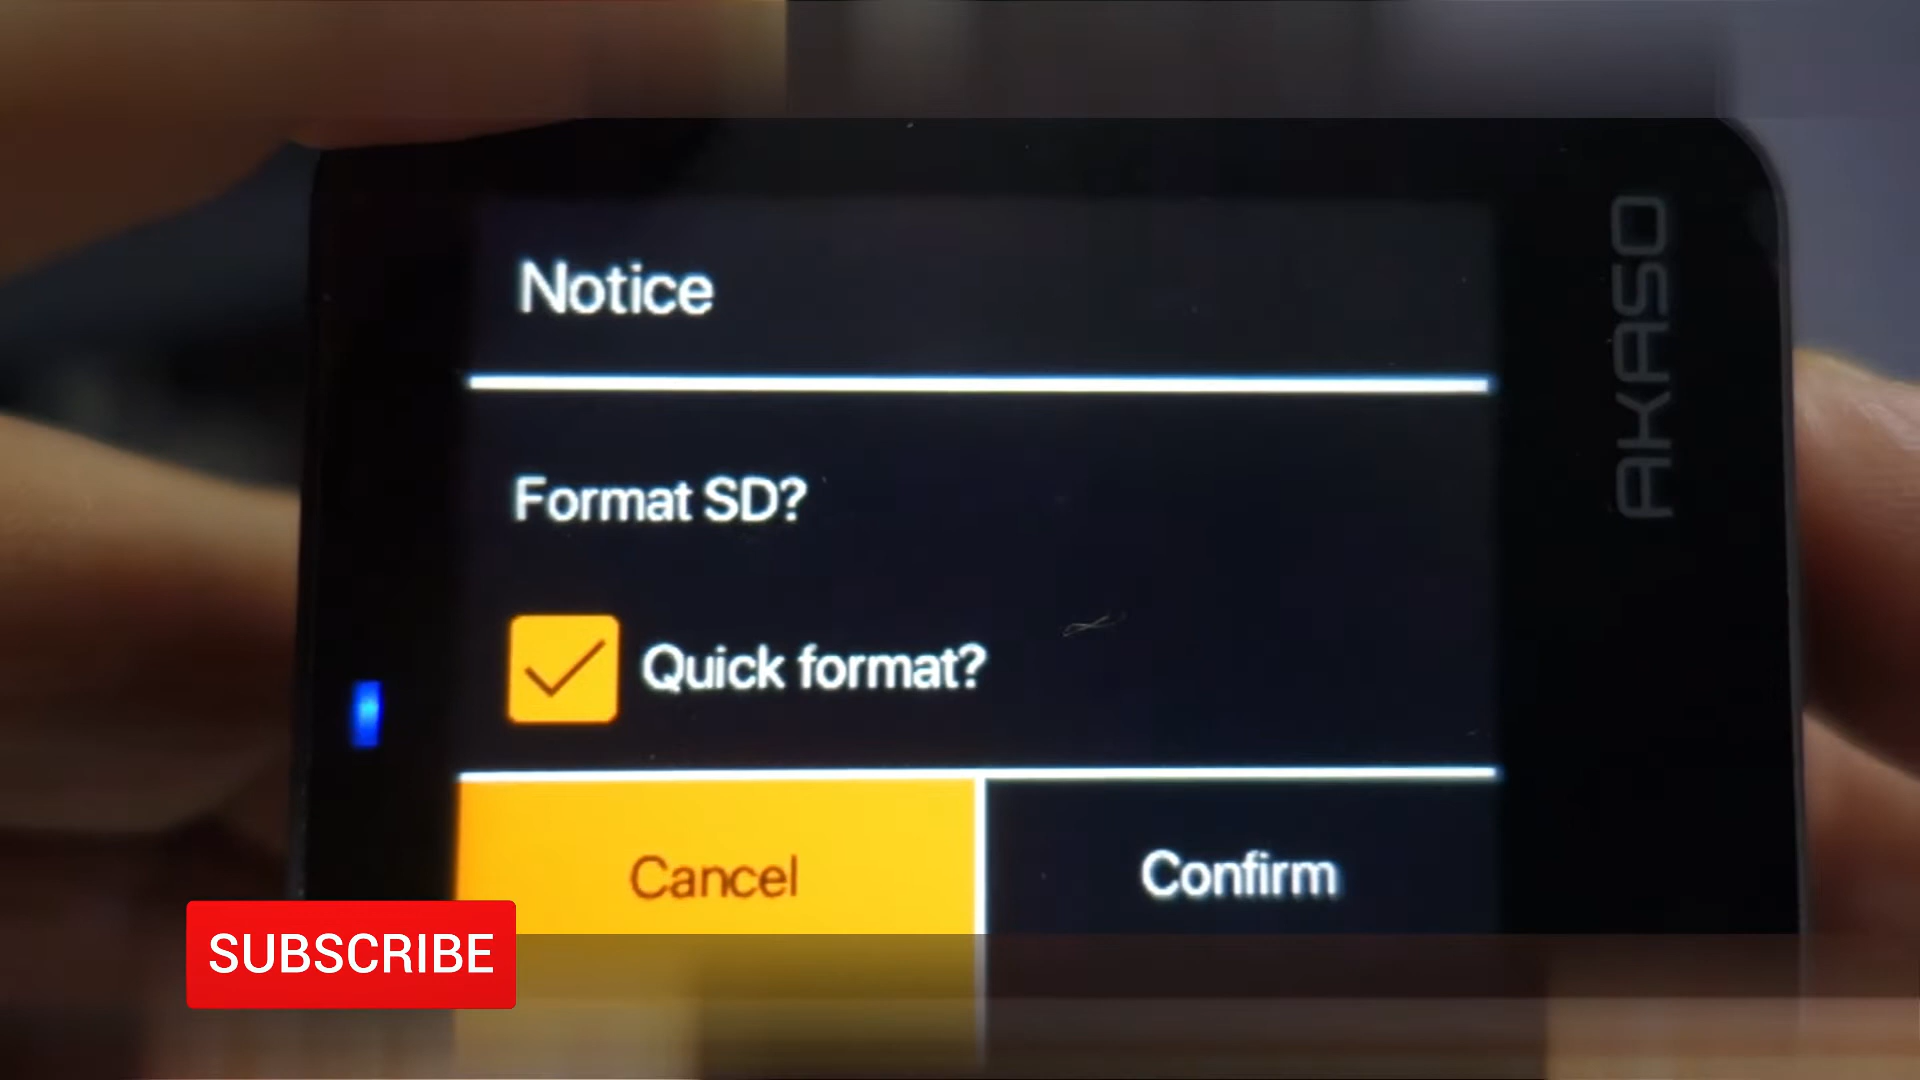 Notice
AKASO
Format SD?
Quick format?
Cancel
Confirm
SUBSCRIBE